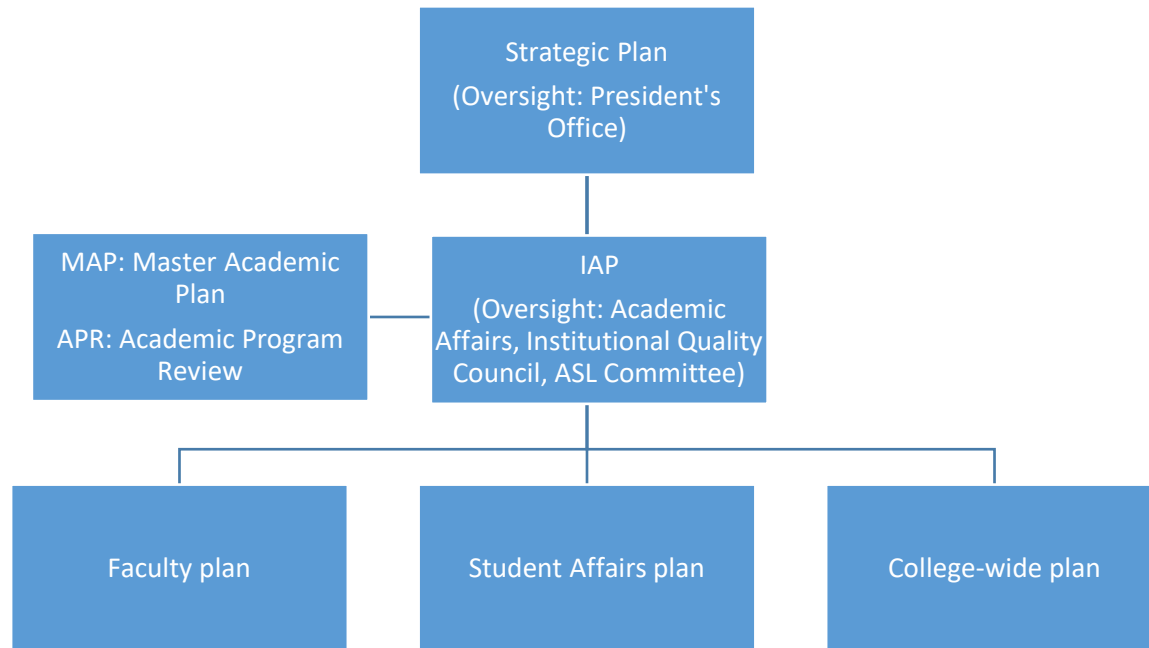 Strategic Plan
(Oversight: President's
Office)
MAP: Master Academic
Plan
APR: Academic Program
Review
IAP
(Oversight: Academic
Affairs, Institutional Quality
Council, ASL Committee)
Faculty plan
Student Affairs plan
College-wide plan